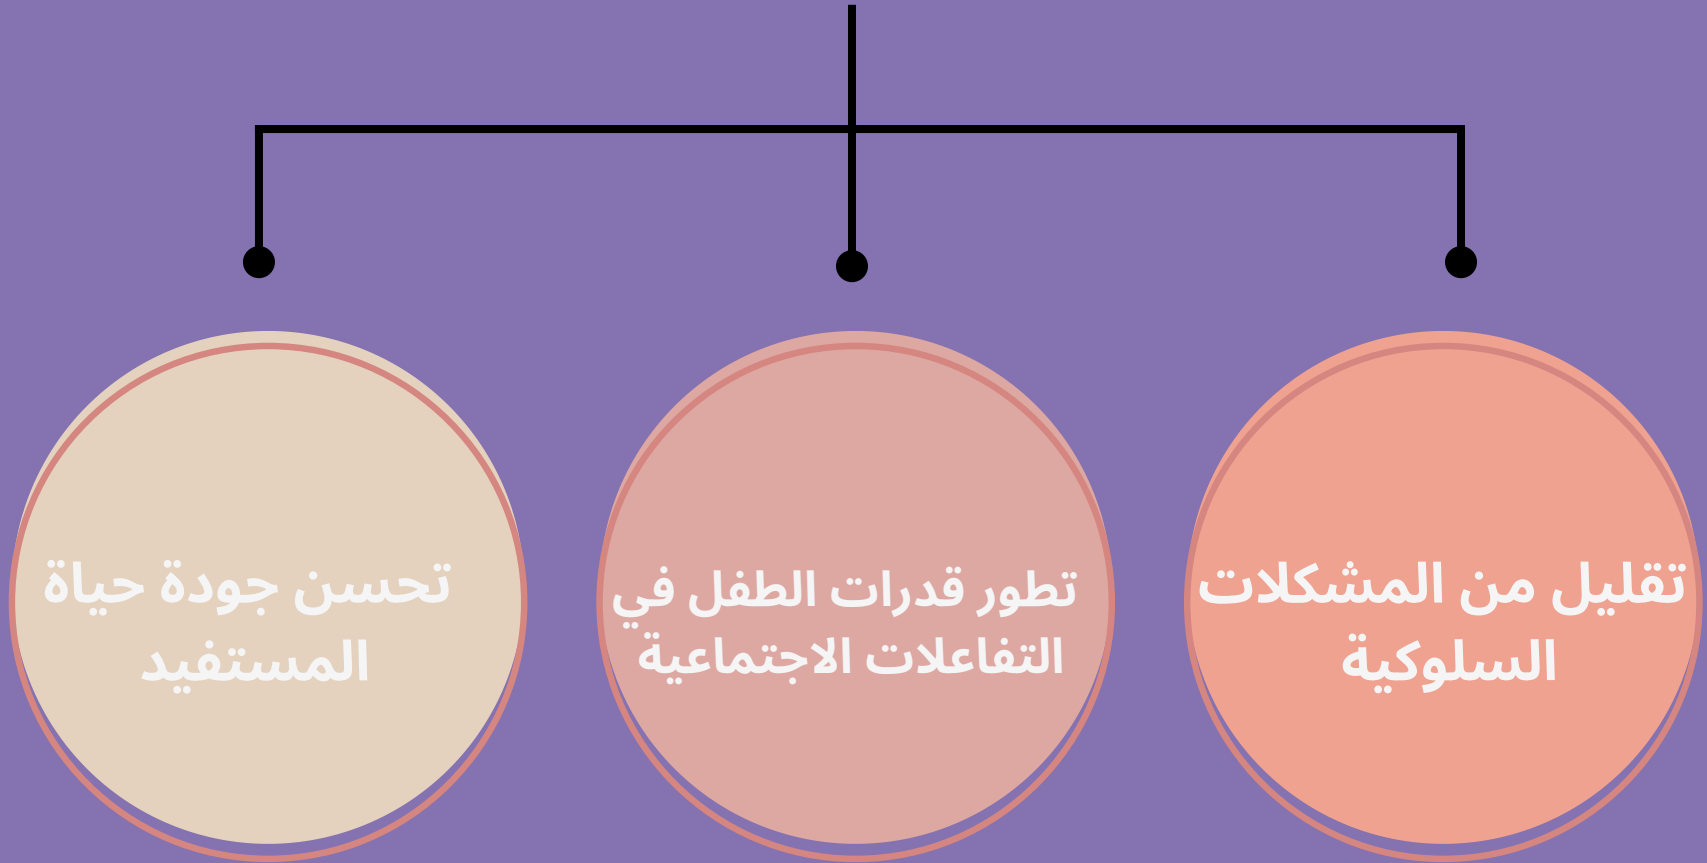 تقليل من المشكلات
السلوكية
تطور قدرات الطفل في
التفاعلات الاجتماعية
تحسن جودة حياة
المستفيد